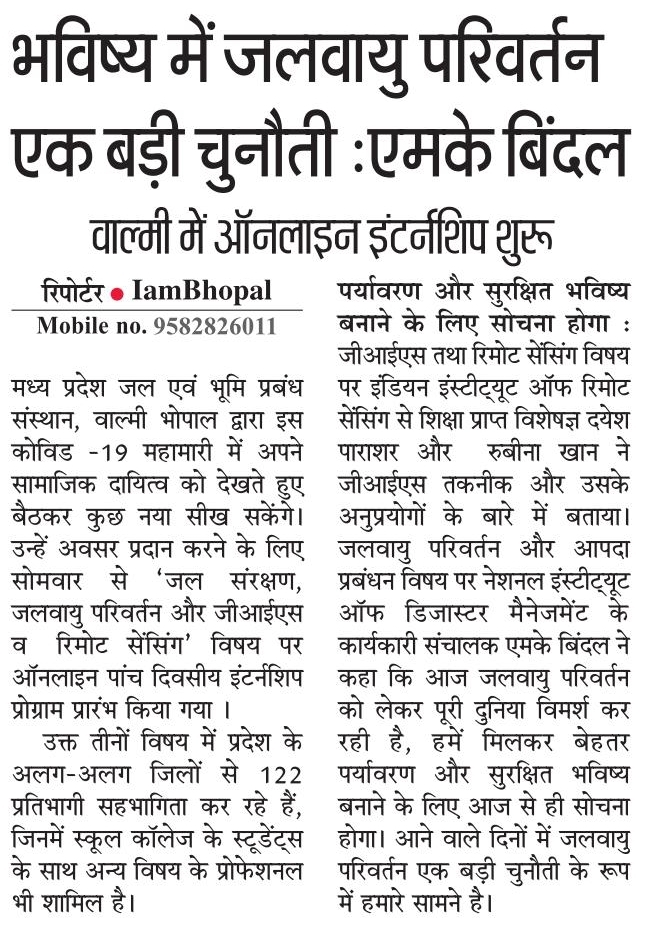 भविष्य में जलवायु परिवर्तन
एक बड़ी चुनौती :एमके बिंदल
वाल्मी में ऑनलाइन इंटर्नशिप शुरू
रिपोर्टर ● IamBhopal
Mobile no. 9582826011
मध्य प्रदेश जल एवं भूमि प्रबंध
संस्थान, वाल्मी भोपाल द्वारा इस
कोविड -19 महामारी में अपने
सामाजिक दायित्व को देखते हुए
बैठकर कुछ नया सीख सकेंगे।
उन्हें अवसर प्रदान करने के लिए
सोमवार से ‘जल संरक्षण,
जलवायु परिवर्तन और जीआईएस
व रिमोट सेंसिंग’ विषय पर
ऑनलाइन पांच दिवसीय इंटर्नशिप
प्रोग्राम प्रारंभ किया गया ।
उक्त तीनों विषय में प्रदेश के
अलग-अलग जिलों से 122
प्रतिभागी सहभागिता कर रहे हैं,
जिनमें स्कूल कॉलेज के स्टूडेंट्स
के साथ अन्य विषय के प्रोफेशनल
भी शामिल है।
पर्यावरण और सुरक्षित भविष्य
बनाने के लिए सोचना होगा :
जीआईएस तथा रिमोट सेंसिंग विषय
पर इंडियन इंस्टीट्यूट ऑफ रिमोट
सेंसिंग से शिक्षा प्राप्त विशेषज्ञ दयेश
पाराशर और रुबीना खान ने
जीआईएस तकनीक और उसके
अनुप्रयोगों के बारे में बताया।
जलवायु परिवर्तन और आपदा
प्रबंधन विषय पर नेशनल इंस्टीट्यूट
ऑफ डिजास्टर मैनेजमेंट के
कार्यकारी संचालक एमके बिंदल ने
कहा कि आज जलवायु परिवर्तन
को लेकर पूरी दुनिया विमर्श कर
रही है, हमें मिलकर बेहतर
पर्यावरण और सुरक्षित भविष्य
बनाने के लिए आज से ही सोचना
होगा। आने वाले दिनों में जलवायु
परिवर्तन एक बड़ी चुनौती के रूप
में हमारे सामने है।